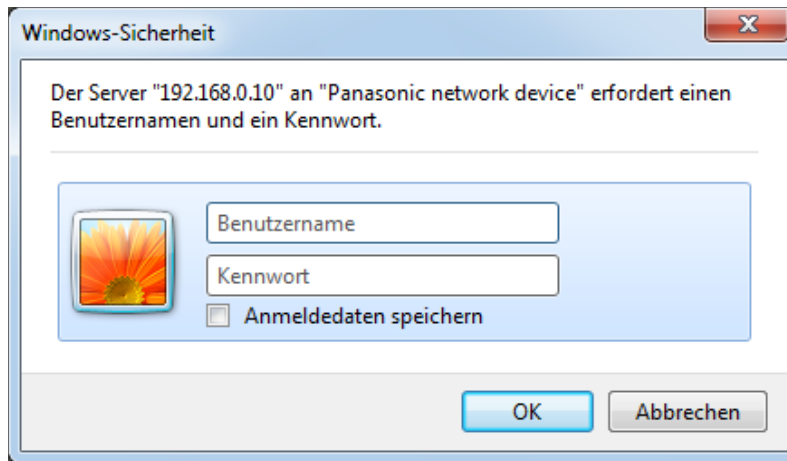 Windows-Sicherheit
Der Server "192.168.0.10" an "Panasonic network device" erfordert einen
Benutzernamen und ein Kennwort.
Benutzername
Kennwort
Anmeldedaten speichern
OK
Abbrechen